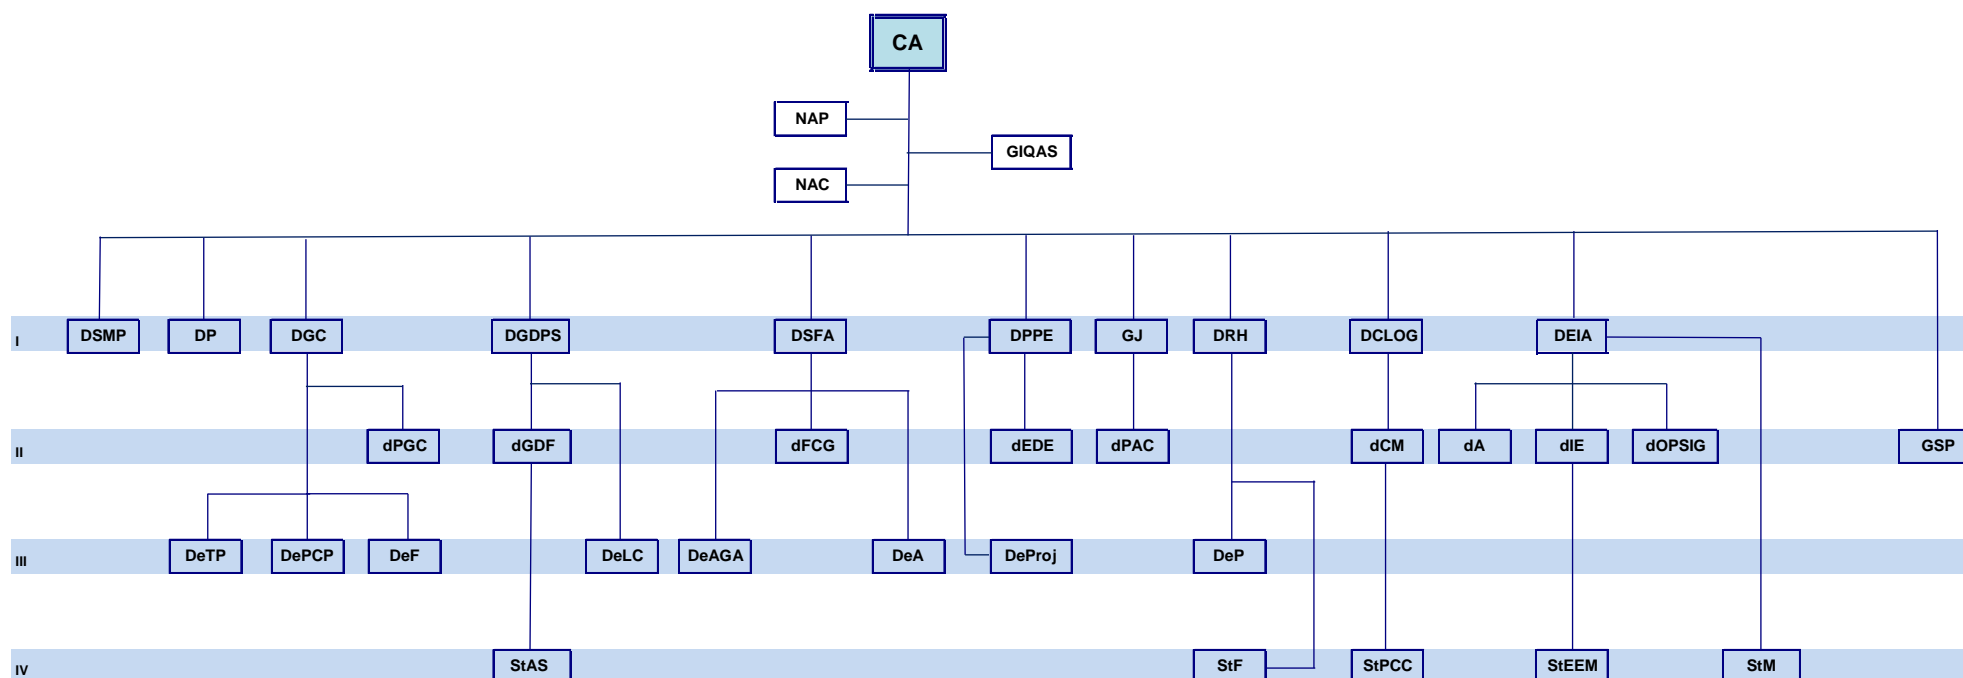 CA
NAP
GIQAS
NAC
I DSMP DP DGC DGDPS DSFA DPPE GJ DRH DCLOG DEIA
II dPGC dGDF dFCG dEDE dPAC dCM dA dIE dOPSIG GSP
III DeTP DePCP DeF DeLC DeAGA DeA DeProj DeP
IV StAS StF StPCC StEEM StM